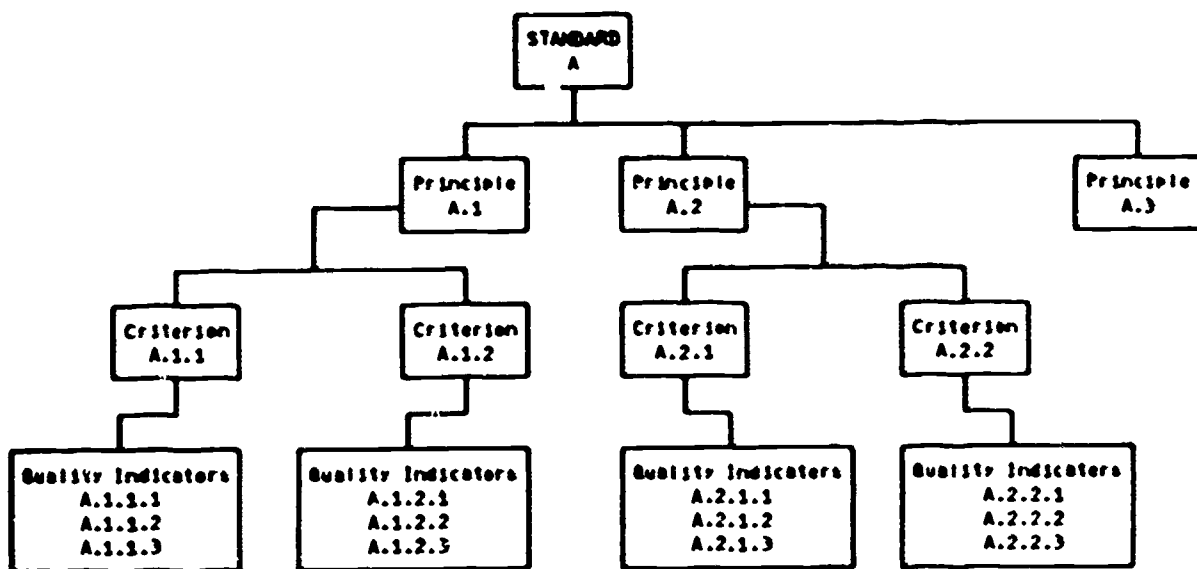 STANDARD
A
Principle
A.1
Principle
A.2
Principle
A.3
Criterion
A.1.1
Criterion
A.1.2
Criterion
A.2.1
Criterion
A.2.2
Quality Indicators
A.1.1.1
A.1.1.2
A.1.1.3
Quality Indicators
A.1.2.1
A.1.2.2
A.1.2.3
Quality Indicators
A.2.1.1
A.2.1.2
A.2.1.3
Quality Indicators
A.2.2.1
A.2.2.2
A.2.2.3